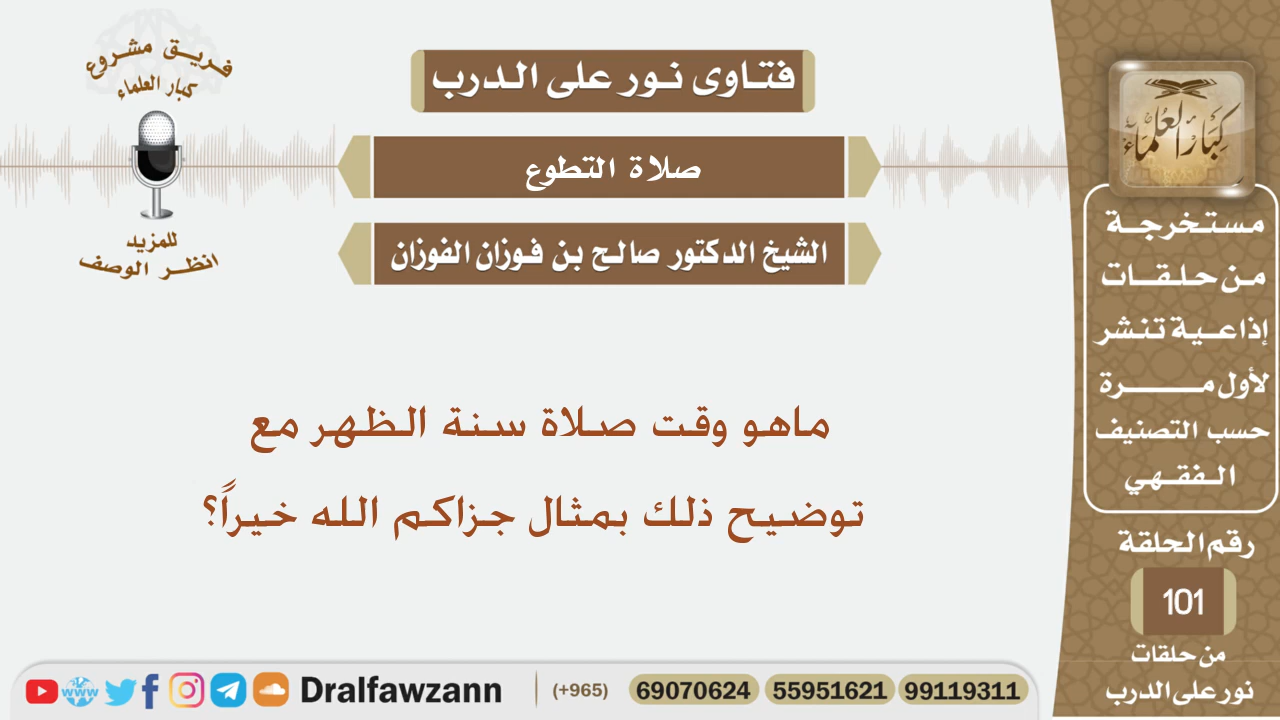 فتاوى نور على الدرب
صلاة التطوع
الشيخ الدكتور صالح بن فوزان الفوزان
فريق مشروع
كبار العلماء
للمزيد
انظر الوصف
ماهو وقت صلاة سنة الظهر مع
توضيح ذلك بمثال جزاكم الله خيراً؟
كبار العلماء
مستخرجة
من حلقات
إذاعية تنشر
لأول مرة
حسب التصنيف
الفقهي
رقم الحلقة
101
من حلقات
نور على الدرب
www Dralfawzann (+965) 69070624 55951621 99119311